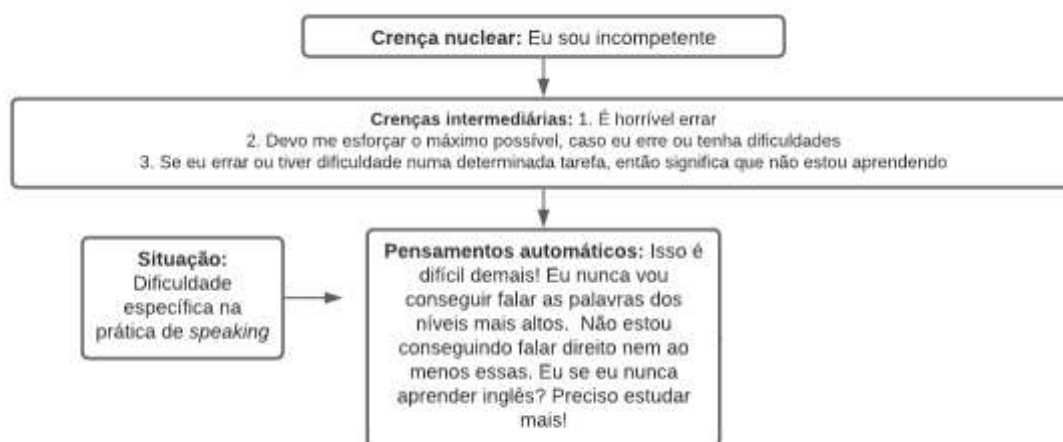 Crença nuclear: Eu sou incompetente
Crenças intermediárias: 1. É horrível errar
2. Devo me esforçar o máximo possível, caso eu erre ou tenha dificuldades
3. Se eu errar ou tiver dificuldade numa determinada tarefa, então significa que não estou aprendendo
Situação:
Dificuldade
específica na
prática de speaking
Pensamentos automáticos: Isso é
difícil demais! Eu nunca vou
conseguir falar as palavras dos
níveis mais altos. Não estou
conseguindo falar direito nem ao
menos essas. Eu se eu nunca
aprender inglês? Preciso estudar
mais!